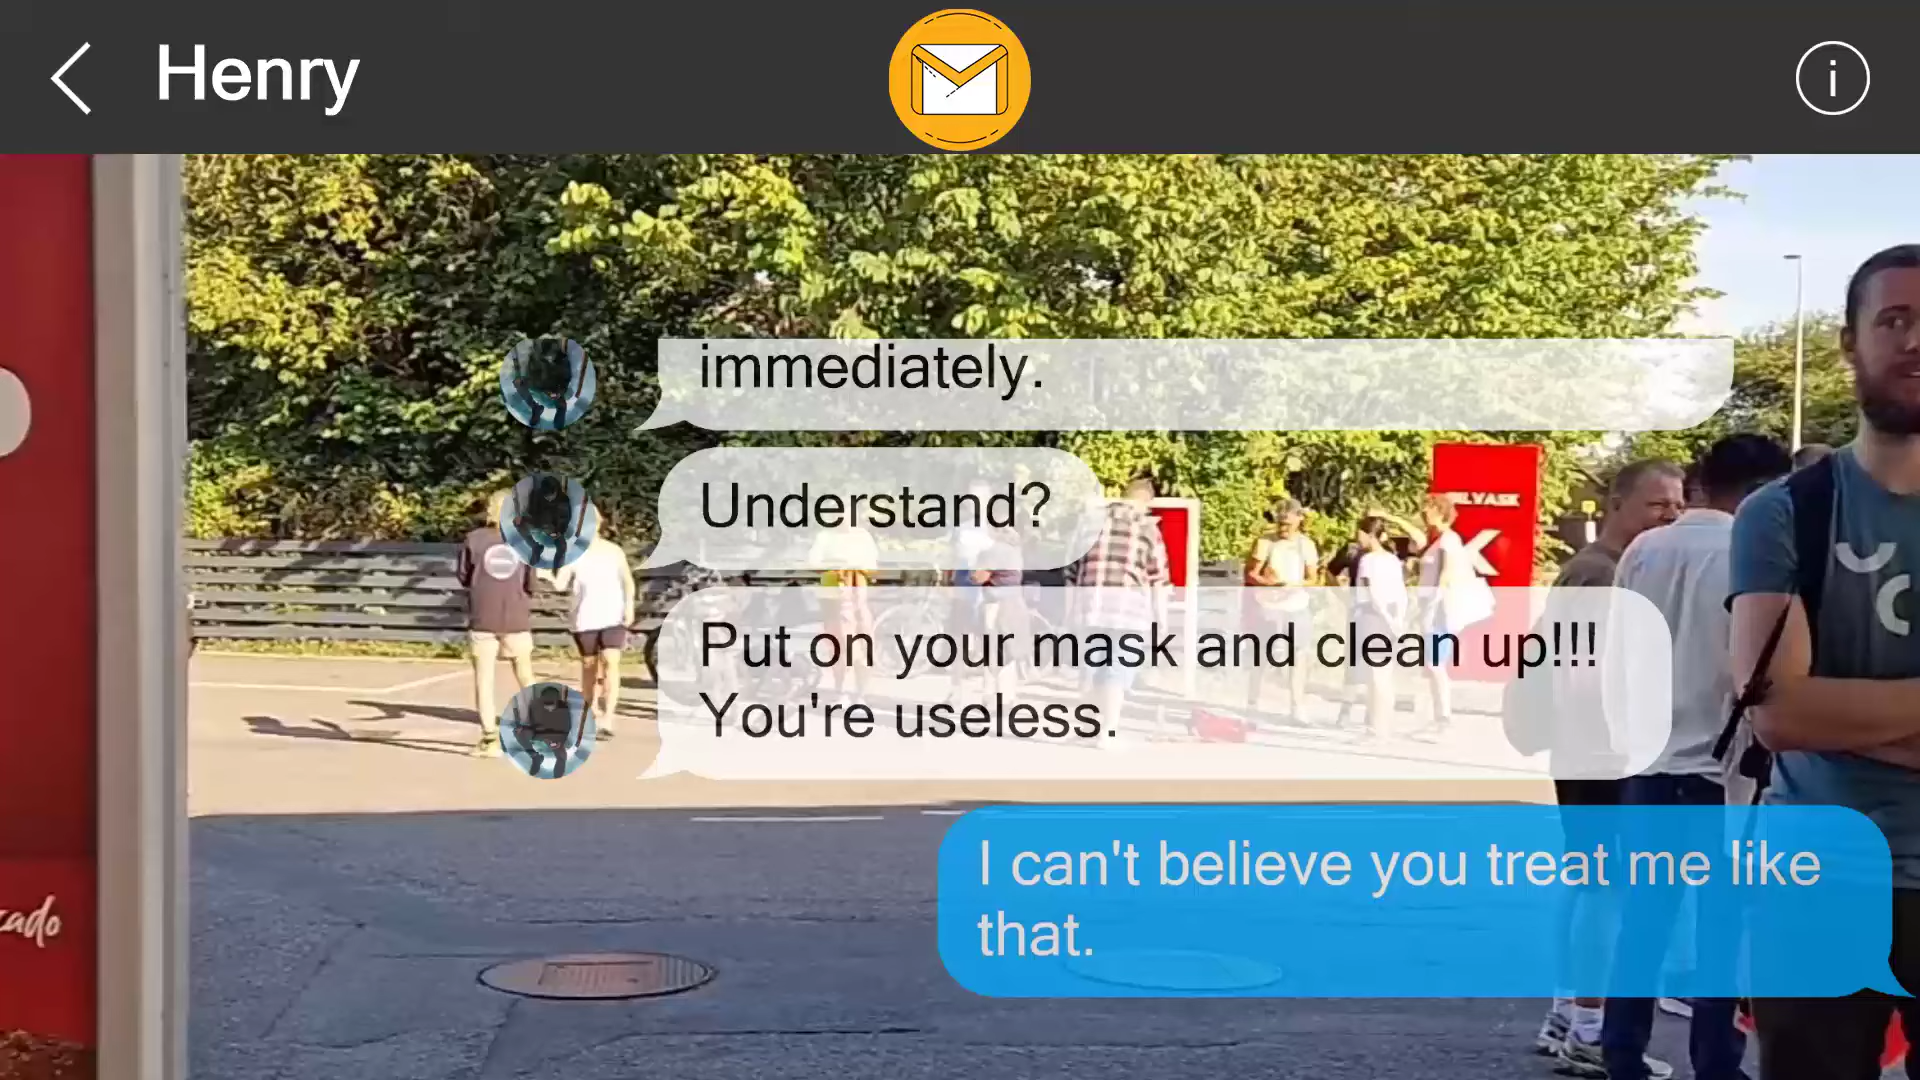 Henry
immediately.
Understand?
Put on your mask and clean up!!!
You're useless.
I can't believe you treat me like
that.
K